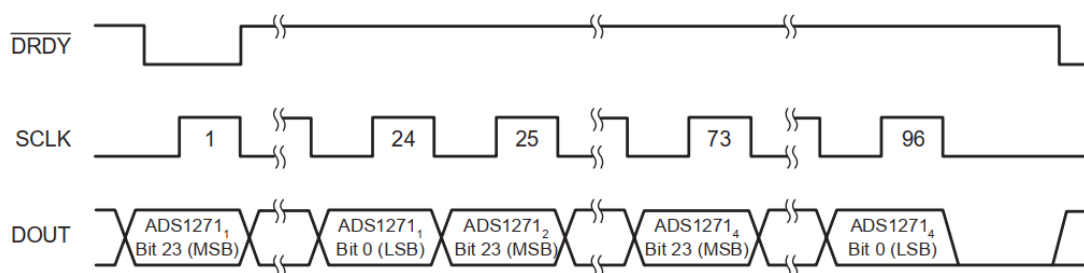 DRDY
SCLK
1
24
25
73
96
DOUT
ADS1271₁
Bit 23 (MSB)
ADS1271₁
Bit 0 (LSB)
ADS1271₂
Bit 23 (MSB)
ADS1271₄
Bit 23 (MSB)
ADS1271₄
Bit 0 (LSB)